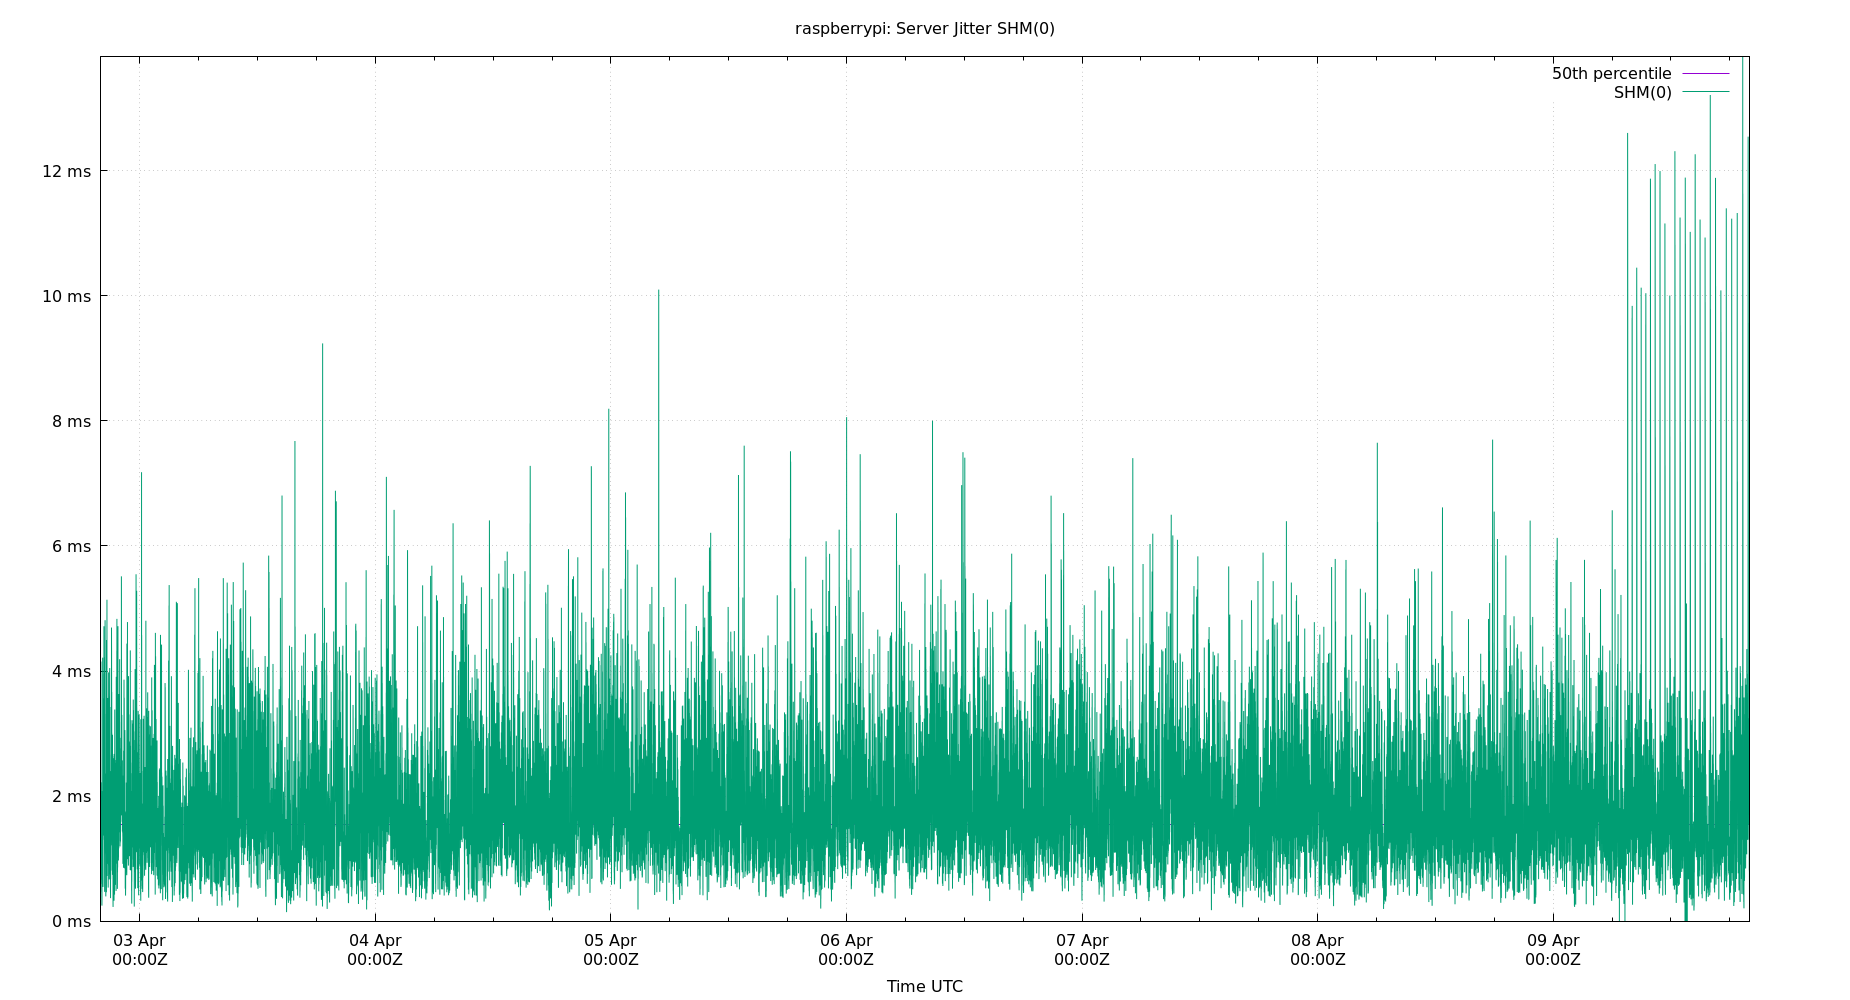 raspberrypi: Server Jitter SHM(0)
50th percentile
SHM(0)
12 ms
10 ms
8 ms
6 ms
4 ms
2 ms
0 ms
03 Apr 04 Apr 05 Apr 06 Apr 07 Apr 08 Apr 09 Apr
00:00Z 00:00Z 00:00Z 00:00Z 00:00Z 00:00Z 00:00Z
Time UTC